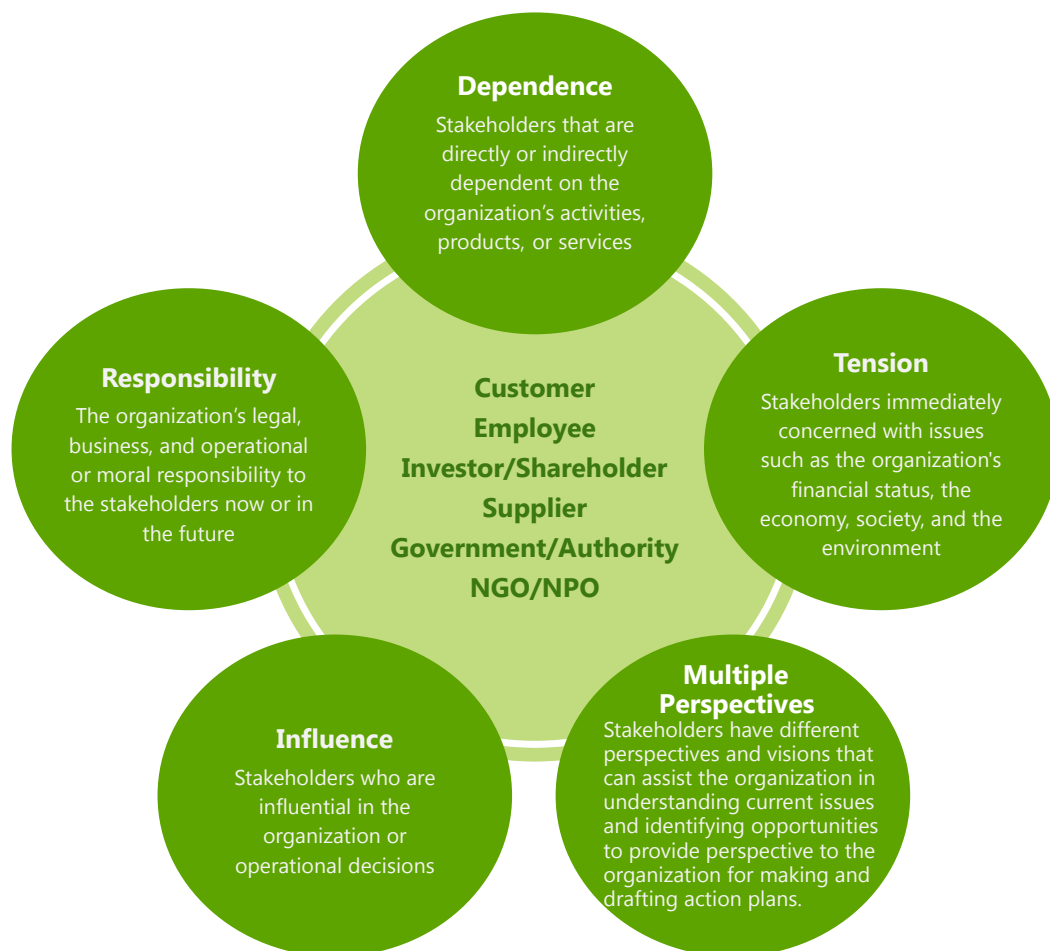 Dependence
Stakeholders that are
directly or indirectly
dependent on the
organization’s activities,
products, or services
Responsibility
The organization’s legal,
business, and operational
or moral responsibility to
the stakeholders now or in
the future
Customer
Employee
Investor/Shareholder
Supplier
Government/Authority
NGO/NPO
Tension
Stakeholders immediately
concerned with issues
such as the organization's
financial status, the
economy, society, and the
environment
Influence
Stakeholders who are
influential in the
organization or
operational decisions
Multiple
Perspectives
Stakeholders have different
perspectives and visions that
can assist the organization in
understanding current issues
and identifying opportunities
to provide perspective to the
organization for making and
drafting action plans.